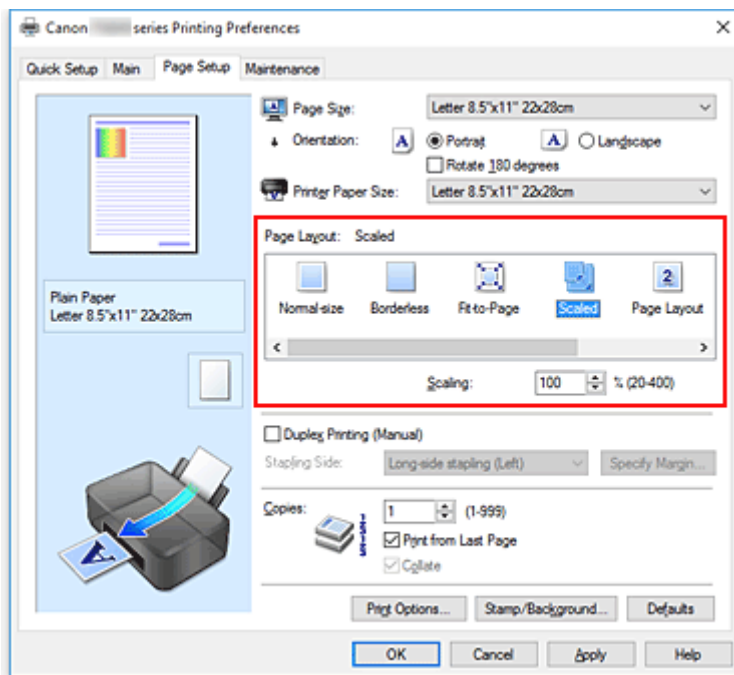 Canon series Printing Preferences
Quick Setup Main Page Setup Maintenance
Page Size: Letter 8.5"x11" 22x28cm
Orientation: A Portrait A Landscape
Rotate 180 degrees
Printer Paper Size: Letter 8.5"x11" 22x28cm
Page Layout: Scaled
Normal-size Borderless Fit-to-Page Scaled Page Layout
Scaling: 100 % (20-400)
Plain Paper
Letter 8.5"x11" 22x28cm
Duplex Printing (Manual)
Stapling Side: Long-side stapling (Left) Specify Margin...
Copies: 1 (1-999)
Print from Last Page
Collate
Print Options... Stamp/Background... Defaults
OK Cancel Apply Help